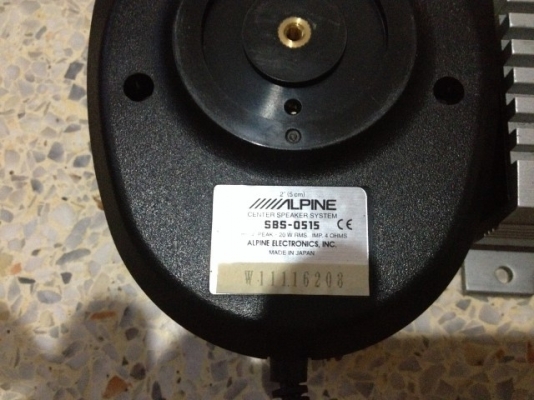 2" (5cm)
ALPINE
CENTER SPEAKER SYSTEM
SBS-0515 CE
PEAK 20 W RMS IMP. 4 OHMS
ALPINE ELECTRONICS, INC.
MADE IN JAPAN
W11116208